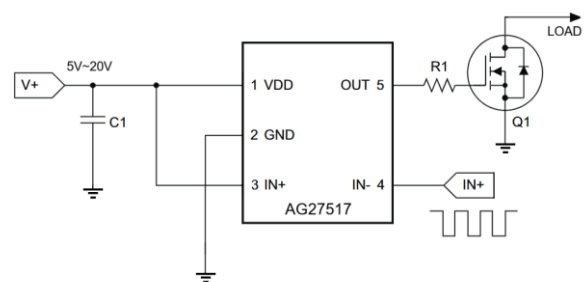 LOAD
5V~20V
V+
C1
1 VDD
OUT 5
R1
Q1
2 GND
3 IN+
IN- 4
IN+
AG27517